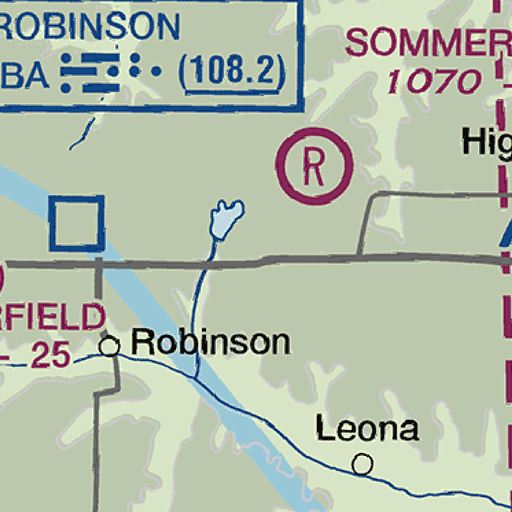 ROBINSON
BA (108.2)
SOMMER
1070
R
Hig
RFIELD
- 25
Robinson
Leona